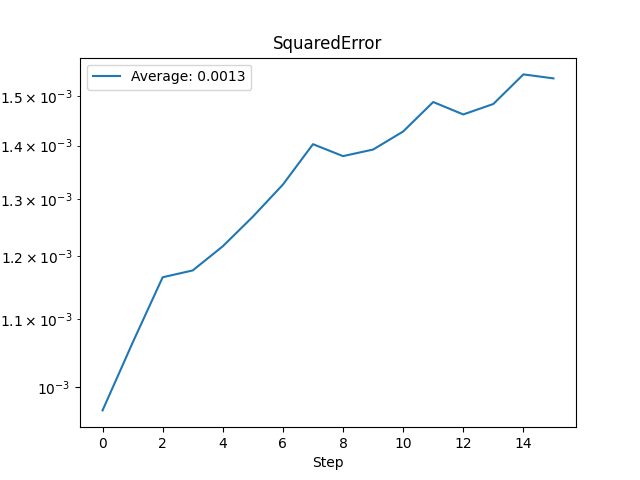 SquaredError
Average: 0.0013
1.5 × 10⁻³
1.4 × 10⁻³
1.3 × 10⁻³
1.2 × 10⁻³
1.1 × 10⁻³
10⁻³
0 2 4 6 8 10 12 14
Step